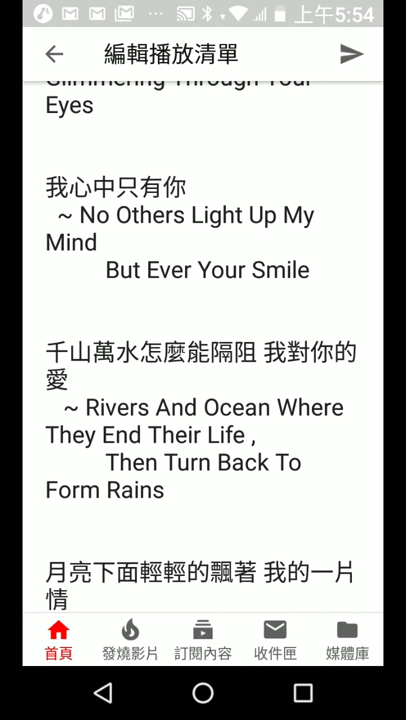 上午5:54
編輯播放清單
Glimmering Through Your
Eyes
我心中只有你
~ No Others Light Up My
Mind
But Ever Your Smile
千山萬水怎麼能隔阻 我對你的
愛
~ Rivers And Ocean Where
They End Their Life ,
Then Turn Back To
Form Rains
月亮下面輕輕的飄著 我的一片
情
首頁 發燒影片 訂閱內容 收件匣 媒體庫